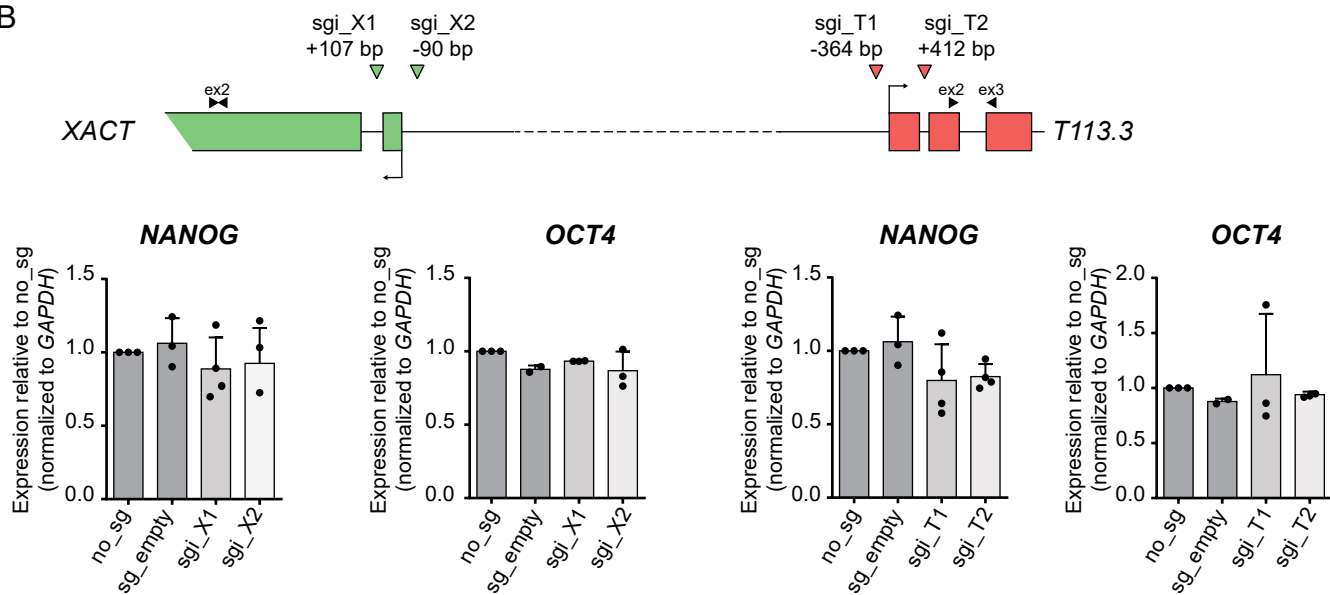 B
sgi_X1 sgi_X2 sgi_T1 sgi_T2
+107 bp -90 bp -364 bp +412 bp
ex2 ex2 ex3
XACT T113.3
NANOG
Expression relative to no_sg
(normalized to GAPDH)
1.5
1.0
0.5
0.0
no_sg
sg_empty
sgi_X1
sgi_X2
OCT4
Expression relative to no_sg
(normalized to GAPDH)
1.5
1.0
0.5
0.0
no_sg
sg_empty
sgi_X1
sgi_X2
NANOG
Expression relative to no_sg
(normalized to GAPDH)
1.5
1.0
0.5
0.0
no_sg
sg_empty
sgi_T1
sgi_T2
OCT4
Expression relative to no_sg
(normalized to GAPDH)
2.0
1.5
1.0
0.5
0.0
no_sg
sg_empty
sgi_T1
sgi_T2